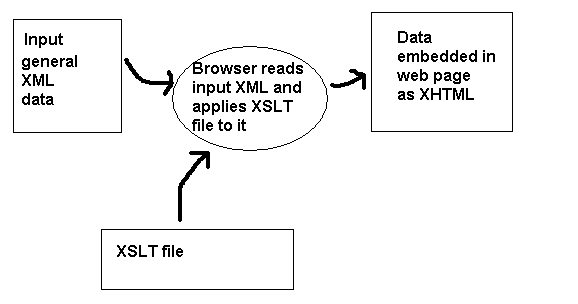 Input
general
XML
data
Browser reads
input XML and
applies XSLT
file to it
Data
embedded in
web page
as XHTML
XSLT file